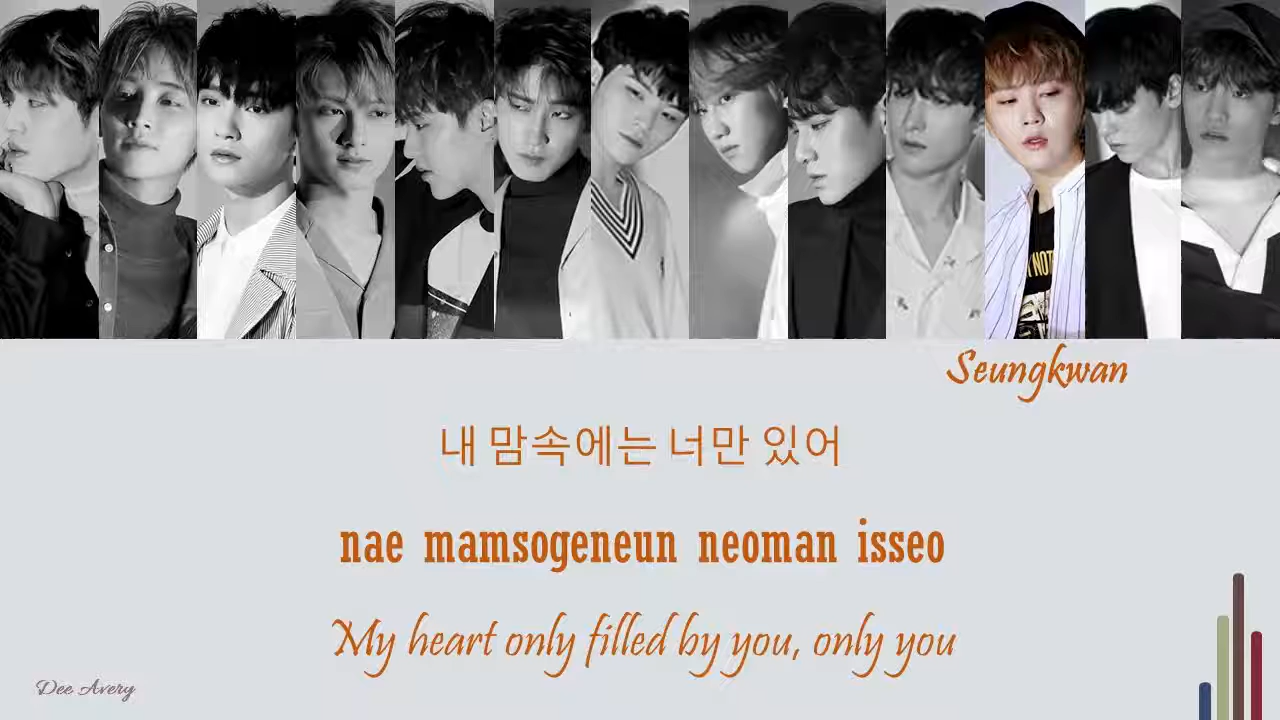 Seungkwan
내 맘속에는 너만 있어
nae mamsogeneun neoman isseo
My heart only filled by you, only you
Dee Avery